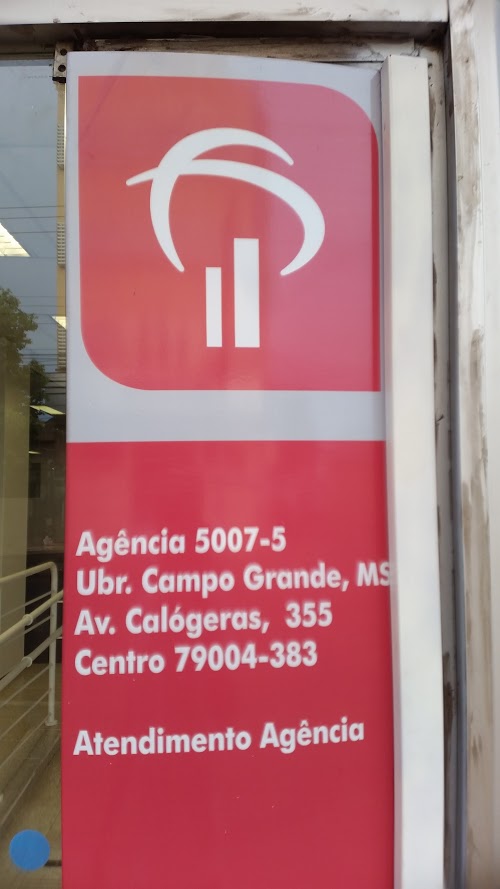 Agência 5007-5
Ubr. Campo Grande, MS
Av. Calógeras, 355
Centro 79004-383
Atendimento Agência